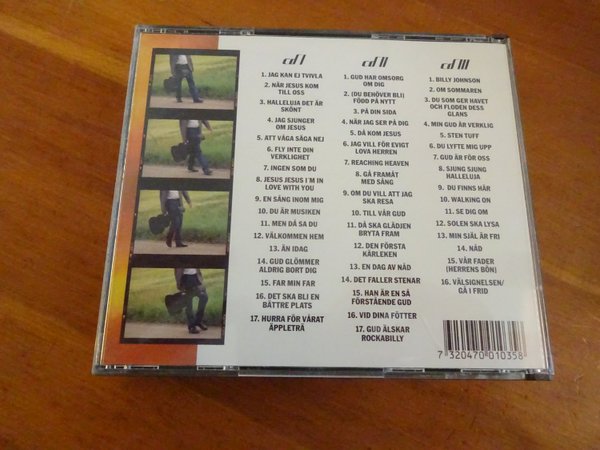 cd I
1. JAG KAN EJ TVIVLA
2. NÄR JESUS KOM
TILL OSS
3. HALLELUJA DET ÄR
SKÖNT
4. JAG SJUNGER
OM JESUS
5. ATT VÅGA SÄGA NEJ
6. FLY INTE DIN
VERKLIGHET
7. INGEN SOM DU
8. JESUS JESUS I'M IN
LOVE WITH YOU
9. EN SÅNG INOM MIG
10. DU ÄR MUSIKEN
11. MEN DÅ SA DU
12. VÄLKOMMEN HEM
13. ÄN IDAG
14. GUD GLÖMMER
ALDRIG BORT DIG
15. FAR MIN FAR
16. DET SKA BLI EN
BÄTTRE PLATS
17. HURRA FÖR VÅRAT
ÄPPLETRÄ
cd II
1. GUD HAR OMSORG
OM DIG
2. (DU BEHÖVER BLI)
FÖDD PÅ NYTT
3. PÅ DIN SIDA
4. NÄR JAG SER PÅ DIG
5. DÅ KOM JESUS
6. JAG VILL FÖR EVIGT
LOVA HERREN
7. REACHING HEAVEN
8. GÅ FRAMÅT
MED SÅNG
9. OM DU VILL ATT JAG
SKA RESA
10. TILL VÅR GUD
11. DÅ SKA GLÄDJEN
BRYTA FRAM
12. DEN FÖRSTA
KÄRLEKEN
13. EN DAG AV NÅD
14. DET FALLER STENAR
15. HAN ÄR EN SÅ
FÖRSTÅENDE GUD
16. VID DINA FÖTTER
17. GUD ÄLSKAR
ROCKABILLY
cd III
1. BILLY JOHNSON
2. OM SOMMAREN
3. DU SOM GER HAVET
OCH FLODEN DESS
GLANS
4. MIN GUD ÄR VERKLIG
5. STEN TUFF
6. DU LYFTE MIG UPP
7. GUD ÄR FÖR OSS
8. SJUNG SJUNG
HALLELUJA
9. DU FINNS HÄR
10. WALKING ON
11. SE DIG OM
12. SOLEN SKA LYSA
13. MIN SJÄL ÄR FRI
14. NÅD
15. VÅR FADER
(HERRENS BÖN)
16. VÄLSIGNELSEN/
GÅ I FRID
7 320470 010358